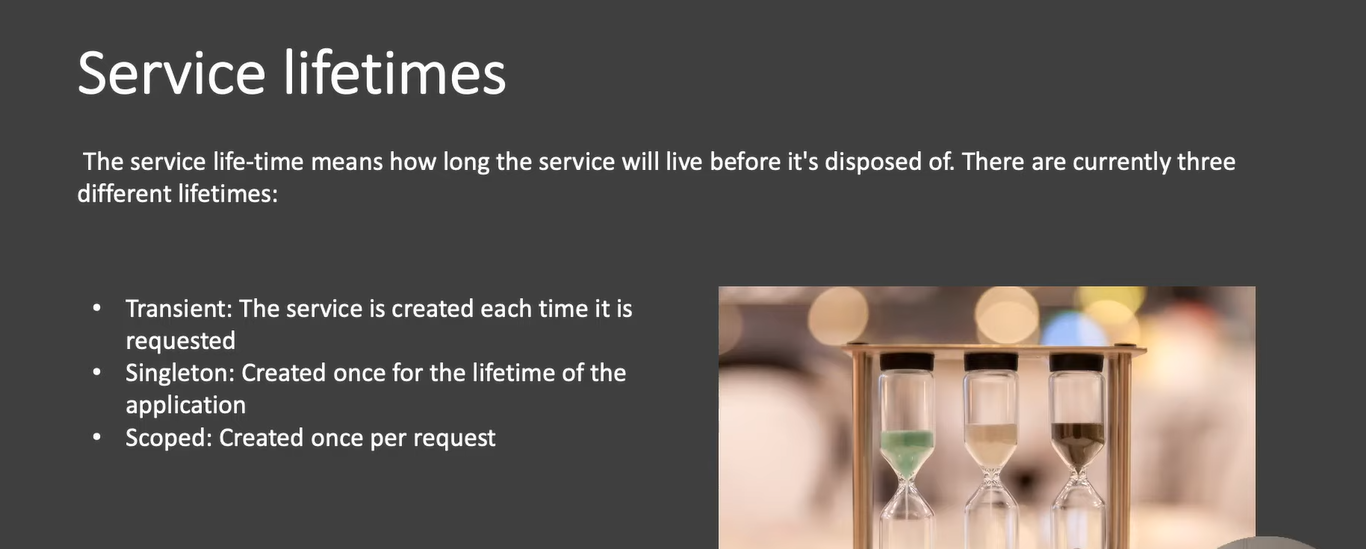 Service lifetimes
The service life-time means how long the service will live before it's disposed of. There are currently three
different lifetimes:
• Transient: The service is created each time it is
requested
• Singleton: Created once for the lifetime of the
application
• Scoped: Created once per request